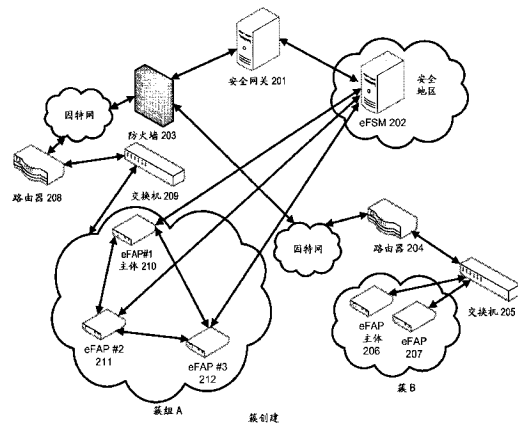 安全网关 201
安全
地区
eFSM 202
因特网
防火墙 203
路由器 208
交换机 209
eFAP#1
主体 210
因特网
路由器 204
eFAP #2
211
eFAP #3
212
eFAP
主体
206
eFAP
207
交换机 205
簇组 A
簇 B
簇创建